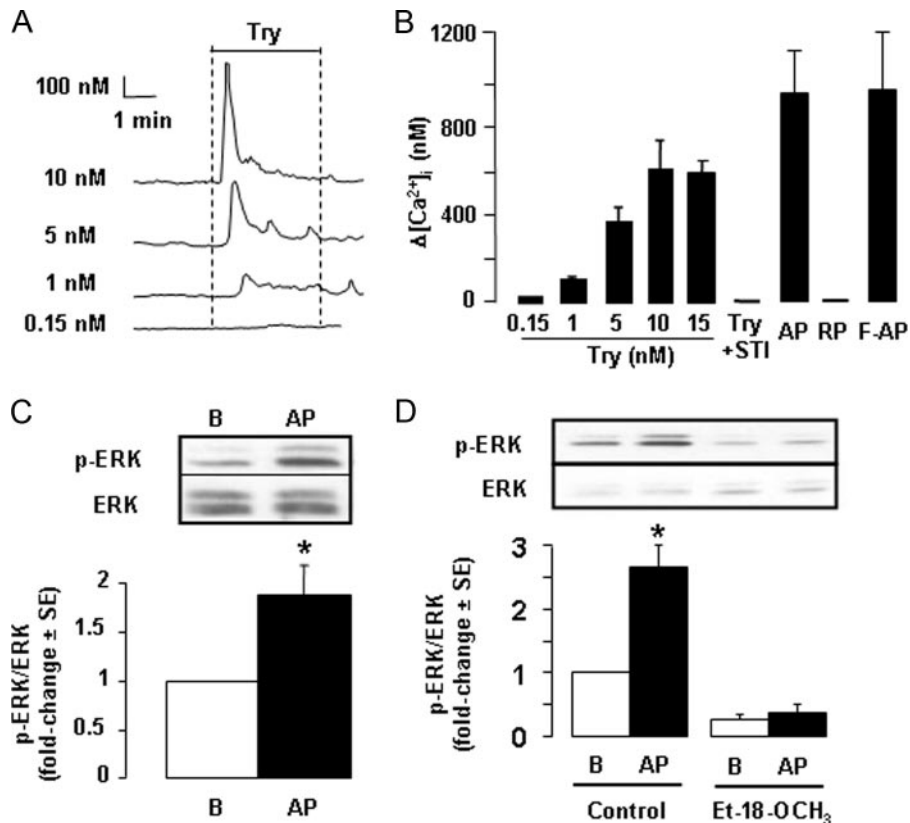 A
Try
100 nM
1 min
10 nM
5 nM
1 nM
0.15 nM
B
Δ[Ca²⁺]ᵢ (nM)
1200
800
400
0
0.15 1 5 10 15
Try (nM)
Try +STI
AP
RP
F-AP
C
B AP
p-ERK
ERK
p-ERK/ERK
(fold-change ± SE)
2
1.5
1
0.5
0
*
B AP
D
p-ERK
ERK
p-ERK/ERK
(fold-change ± SE)
3
2
1
0
*
B AP B AP
Control Et-18-OCH₃